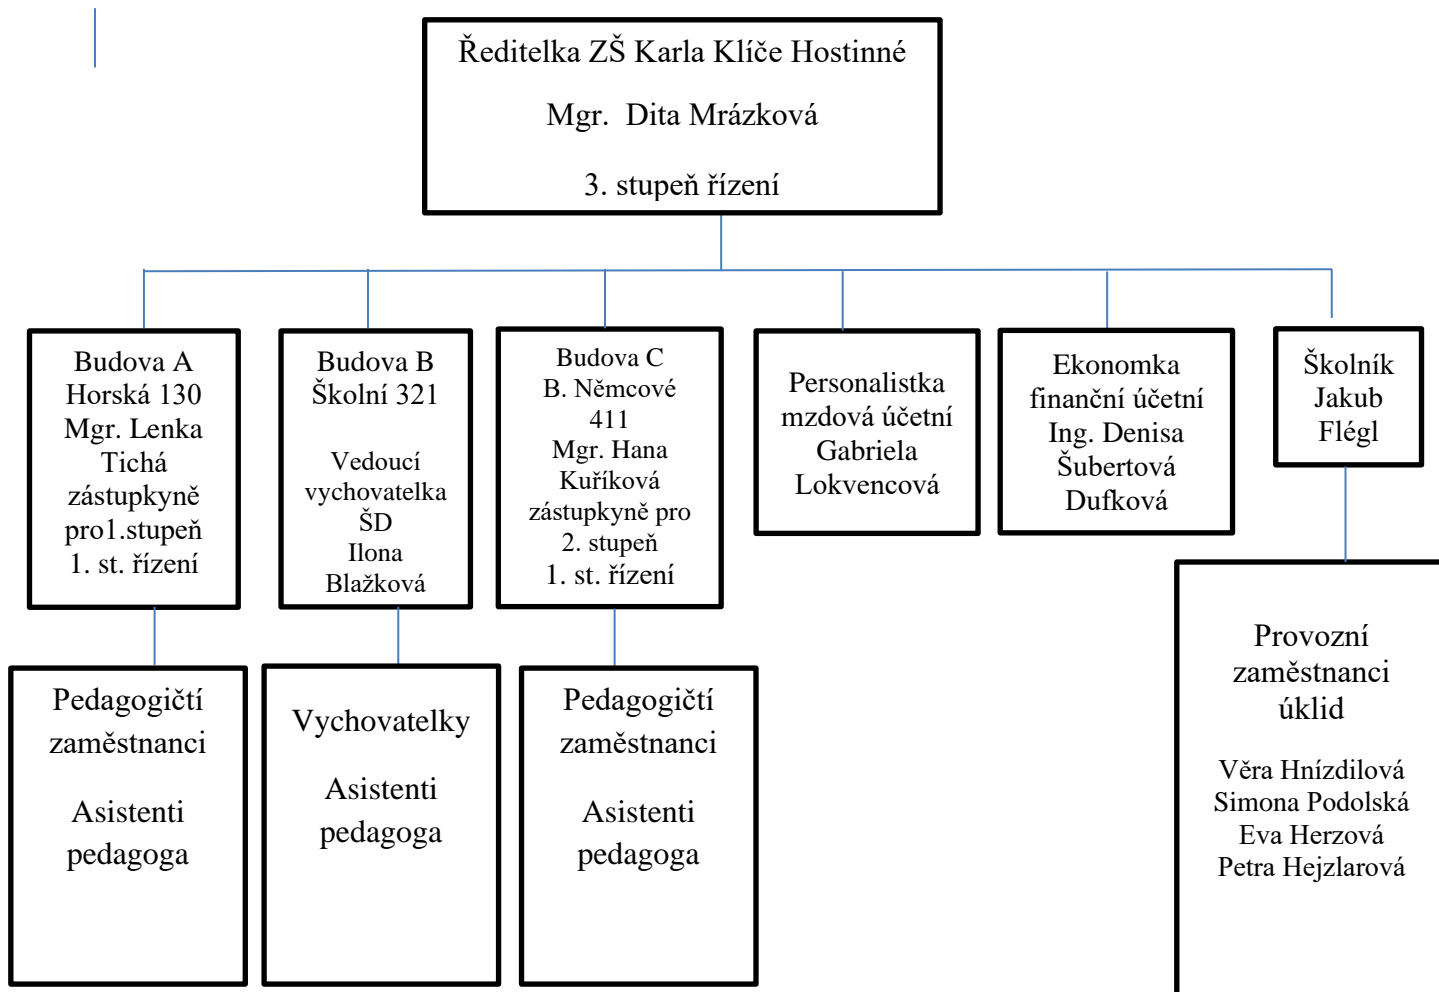 Ředitelka ZŠ Karla Klíče Hostinné
Mgr. Dita Mrázková
3. stupeň řízení
Budova A
Horská 130
Mgr. Lenka
Tichá
zástupkyně
pro1.stupeň
1. st. řízení
Budova B
Školní 321
Vedoucí
vychovatelka
ŠD
Ilona
Blažková
Budova C
B. Němcové
411
Mgr. Hana
Kuříková
zástupkyně pro
2. stupeň
1. st. řízení
Personalistka
mzdová účetní
Gabriela
Lokvencová
Ekonomka
finanční účetní
Ing. Denisa
Šubertová
Dufková
Školník
Jakub
Flégl
Pedagogičtí
zaměstnanci
Asistenti
pedagoga
Vychovatelky
Asistenti
pedagoga
Pedagogičtí
zaměstnanci
Asistenti
pedagoga
Provozní
zaměstnanci
úklid
Věra Hnízdilová
Simona Podolská
Eva Herzová
Petra Hejzlarová